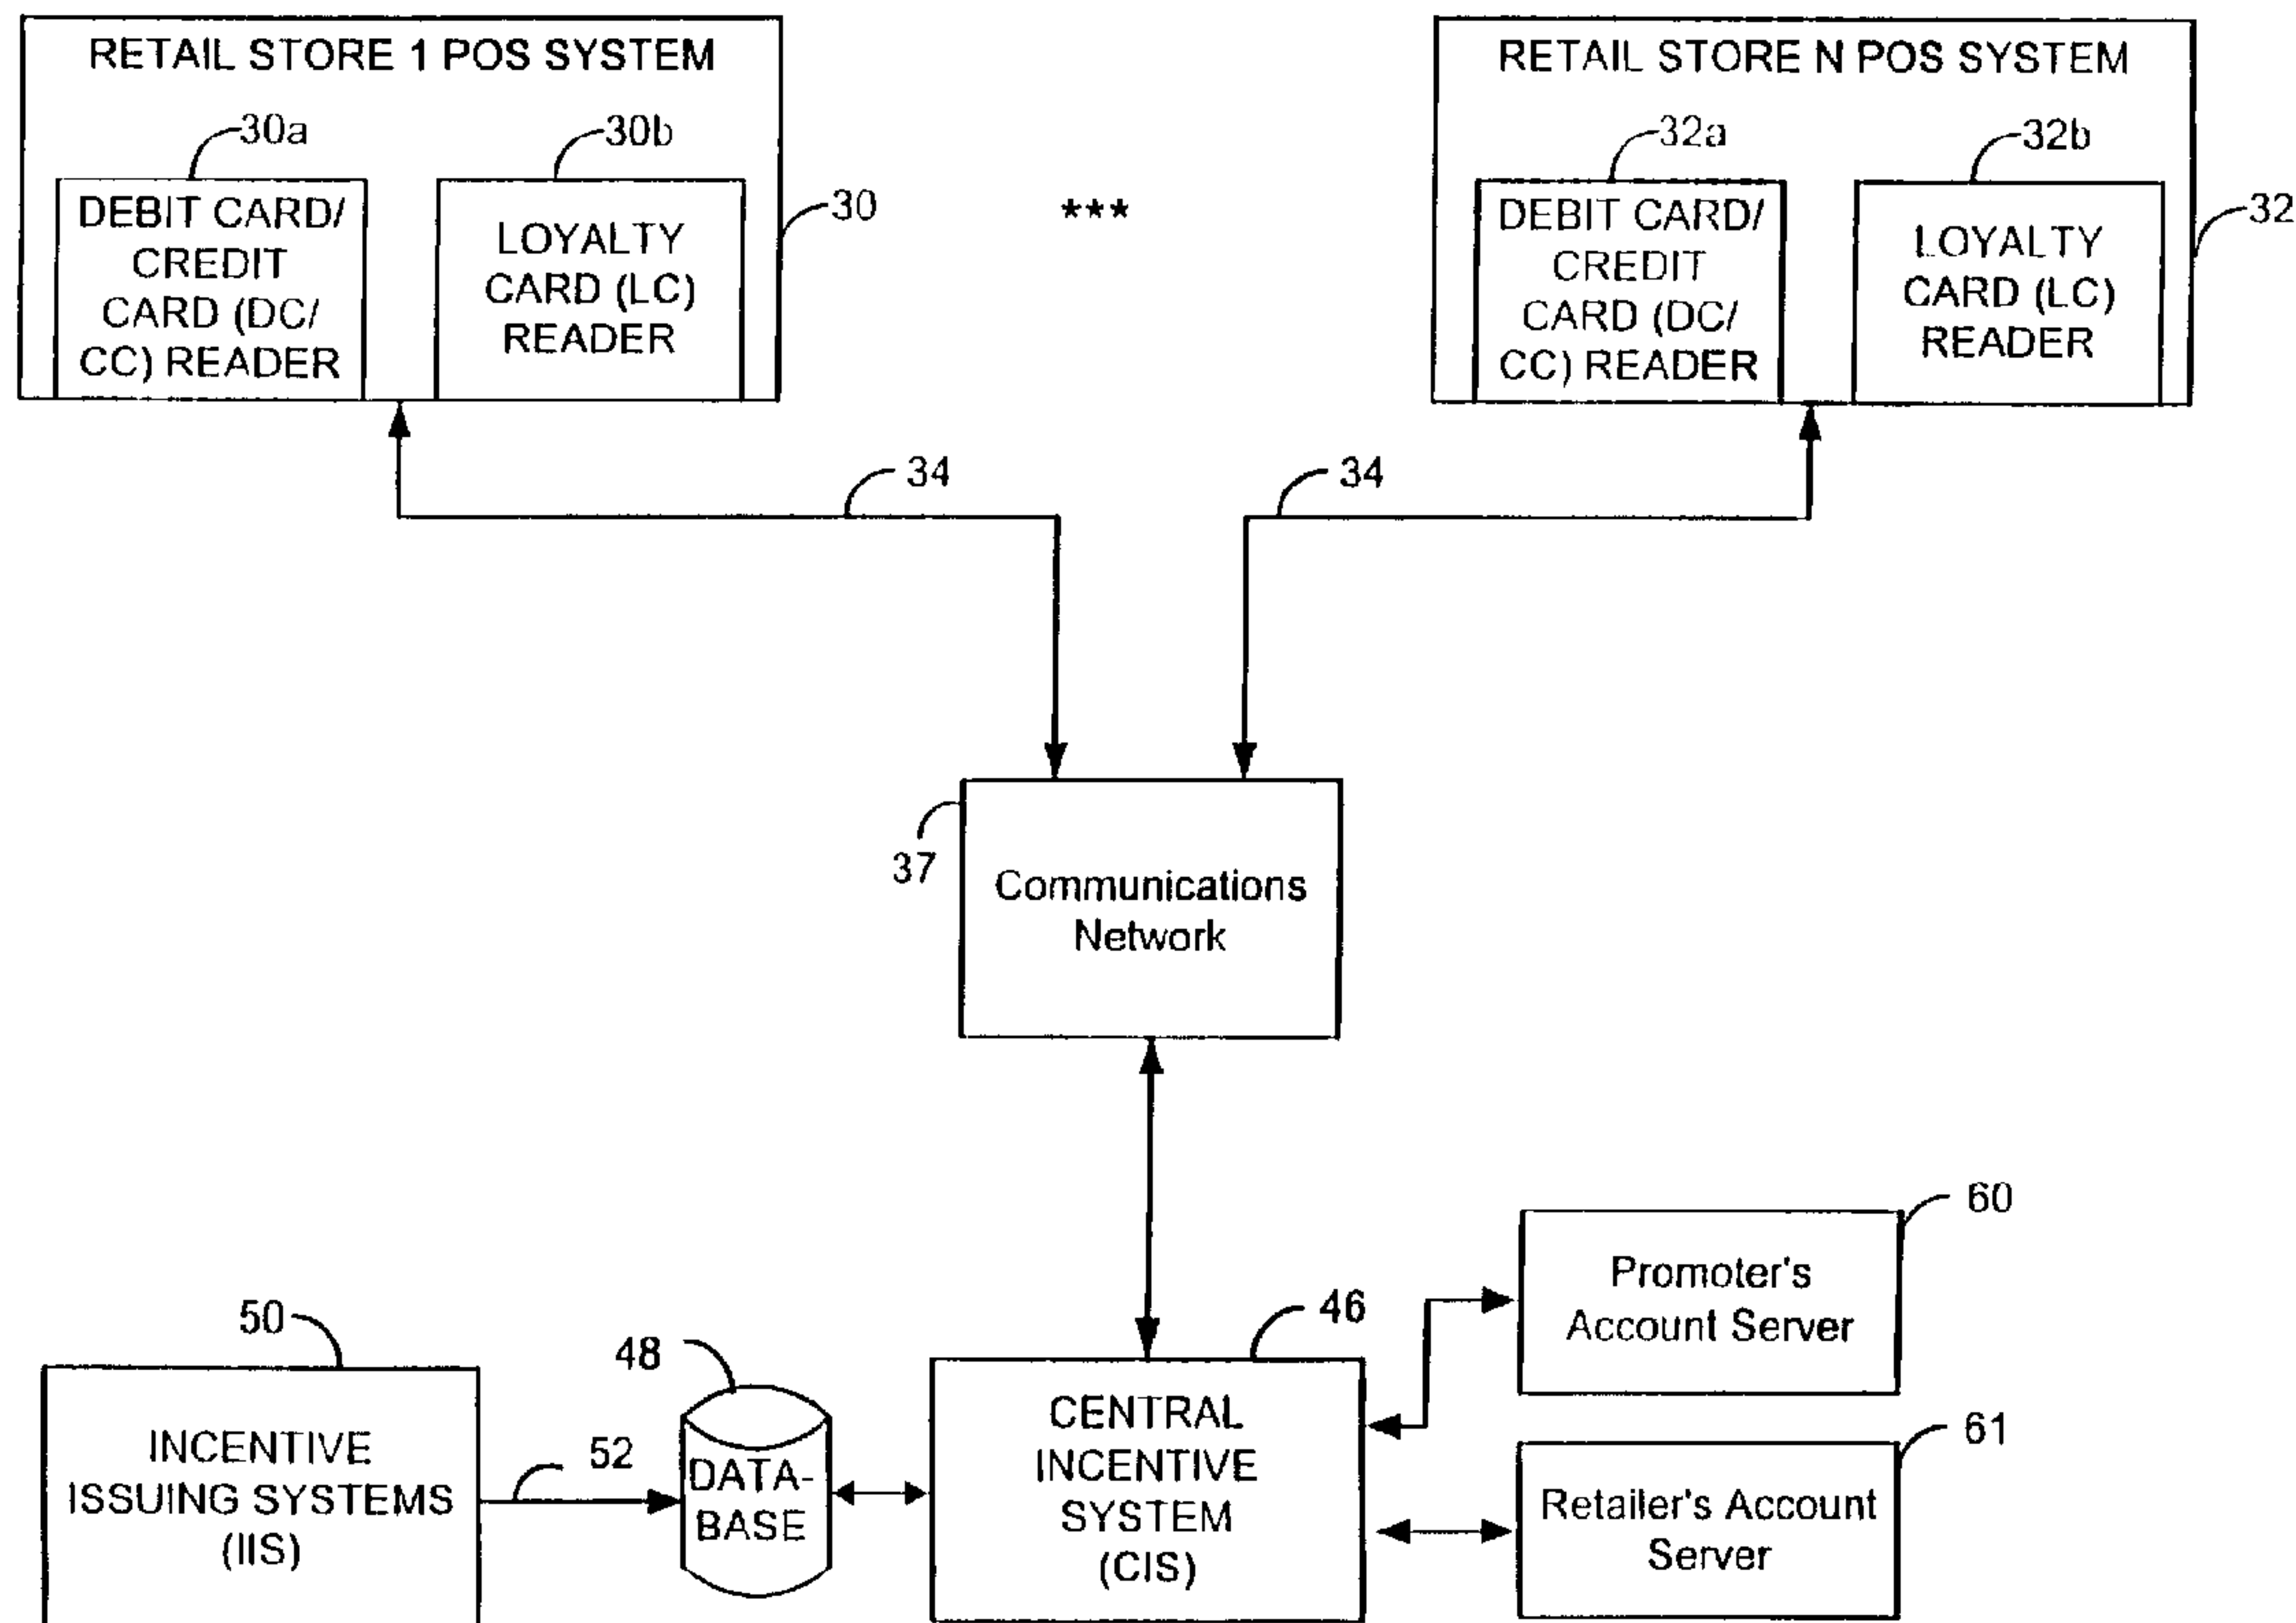 RETAIL STORE 1 POS SYSTEM
30a
30b
DEBIT CARD/
CREDIT
CARD (DC/
CC) READER
LOYALTY
CARD (LC)
READER
30
***
RETAIL STORE N POS SYSTEM
32a
32b
DEBIT CARD/
CREDIT
CARD (DC/
CC) READER
LOYALTY
CARD (LC)
READER
32
34
34
37
Communications
Network
60
Promoter's
Account Server
50
48
46
INCENTIVE
ISSUING SYSTEMS
(IIS)
52
DATA-
BASE
CENTRAL
INCENTIVE
SYSTEM
(CIS)
61
Retailer's Account
Server